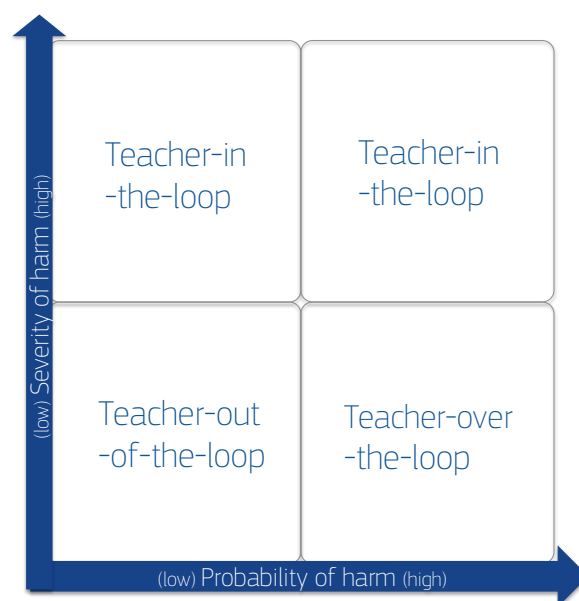 Teacher-in
-the-loop
Teacher-in
-the-loop
(low) Severity of harm (high)
Teacher-out
-of-the-loop
Teacher-over
-the-loop
(low) Probability of harm (high)